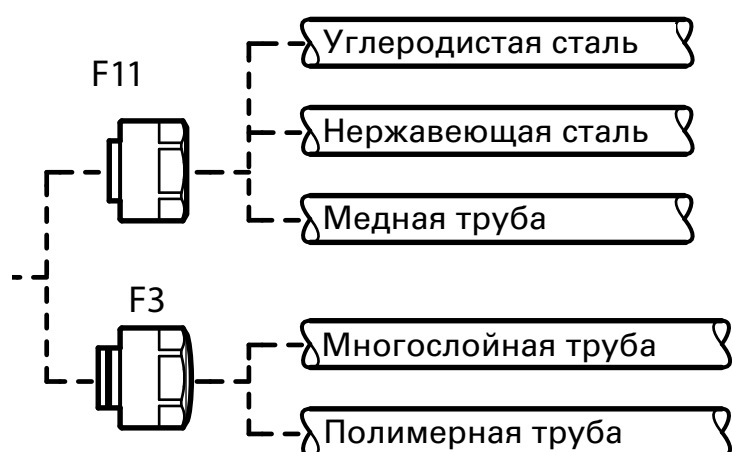 F11
Углеродистая сталь
Нержавеющая сталь
Медная труба
F3
Многослойная труба
Полимерная труба